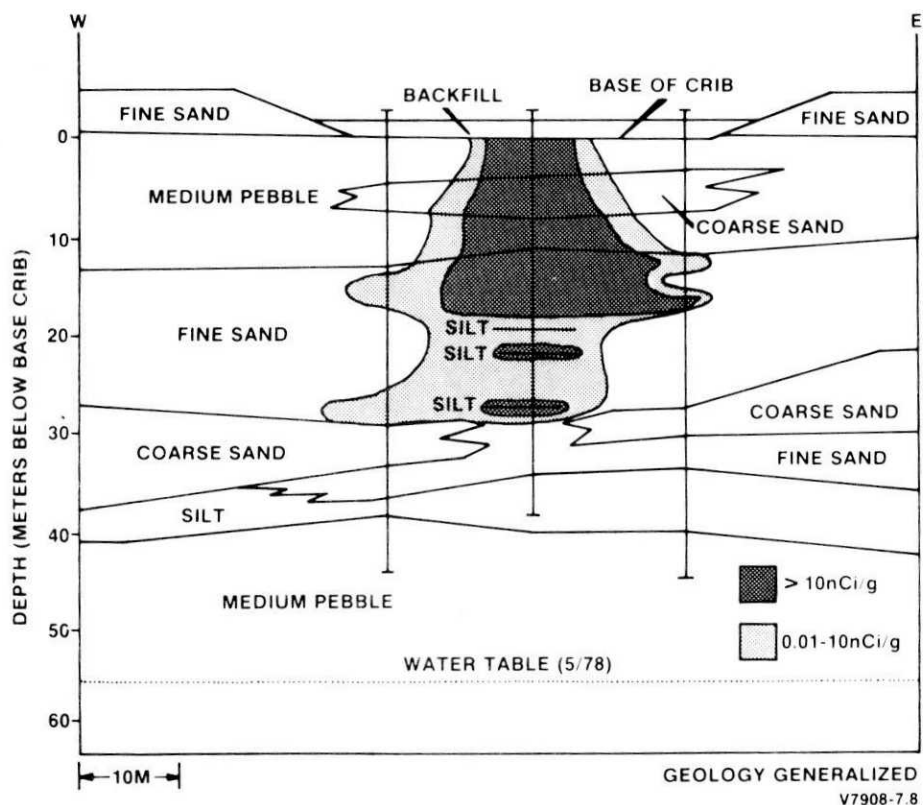 W
E
BACKFILL
BASE OF CRIB
FINE SAND
FINE SAND
0
MEDIUM PEBBLE
COARSE SAND
10
FINE SAND
20
SILT
SILT
SILT
COARSE SAND
30
COARSE SAND
FINE SAND
SILT
40
> 10nCi/g
MEDIUM PEBBLE
50
0.01-10nCi/g
WATER TABLE (5/78)
60
DEPTH (METERS BELOW BASE CRIB)
10M
GEOLOGY GENERALIZED
V7908-7.8